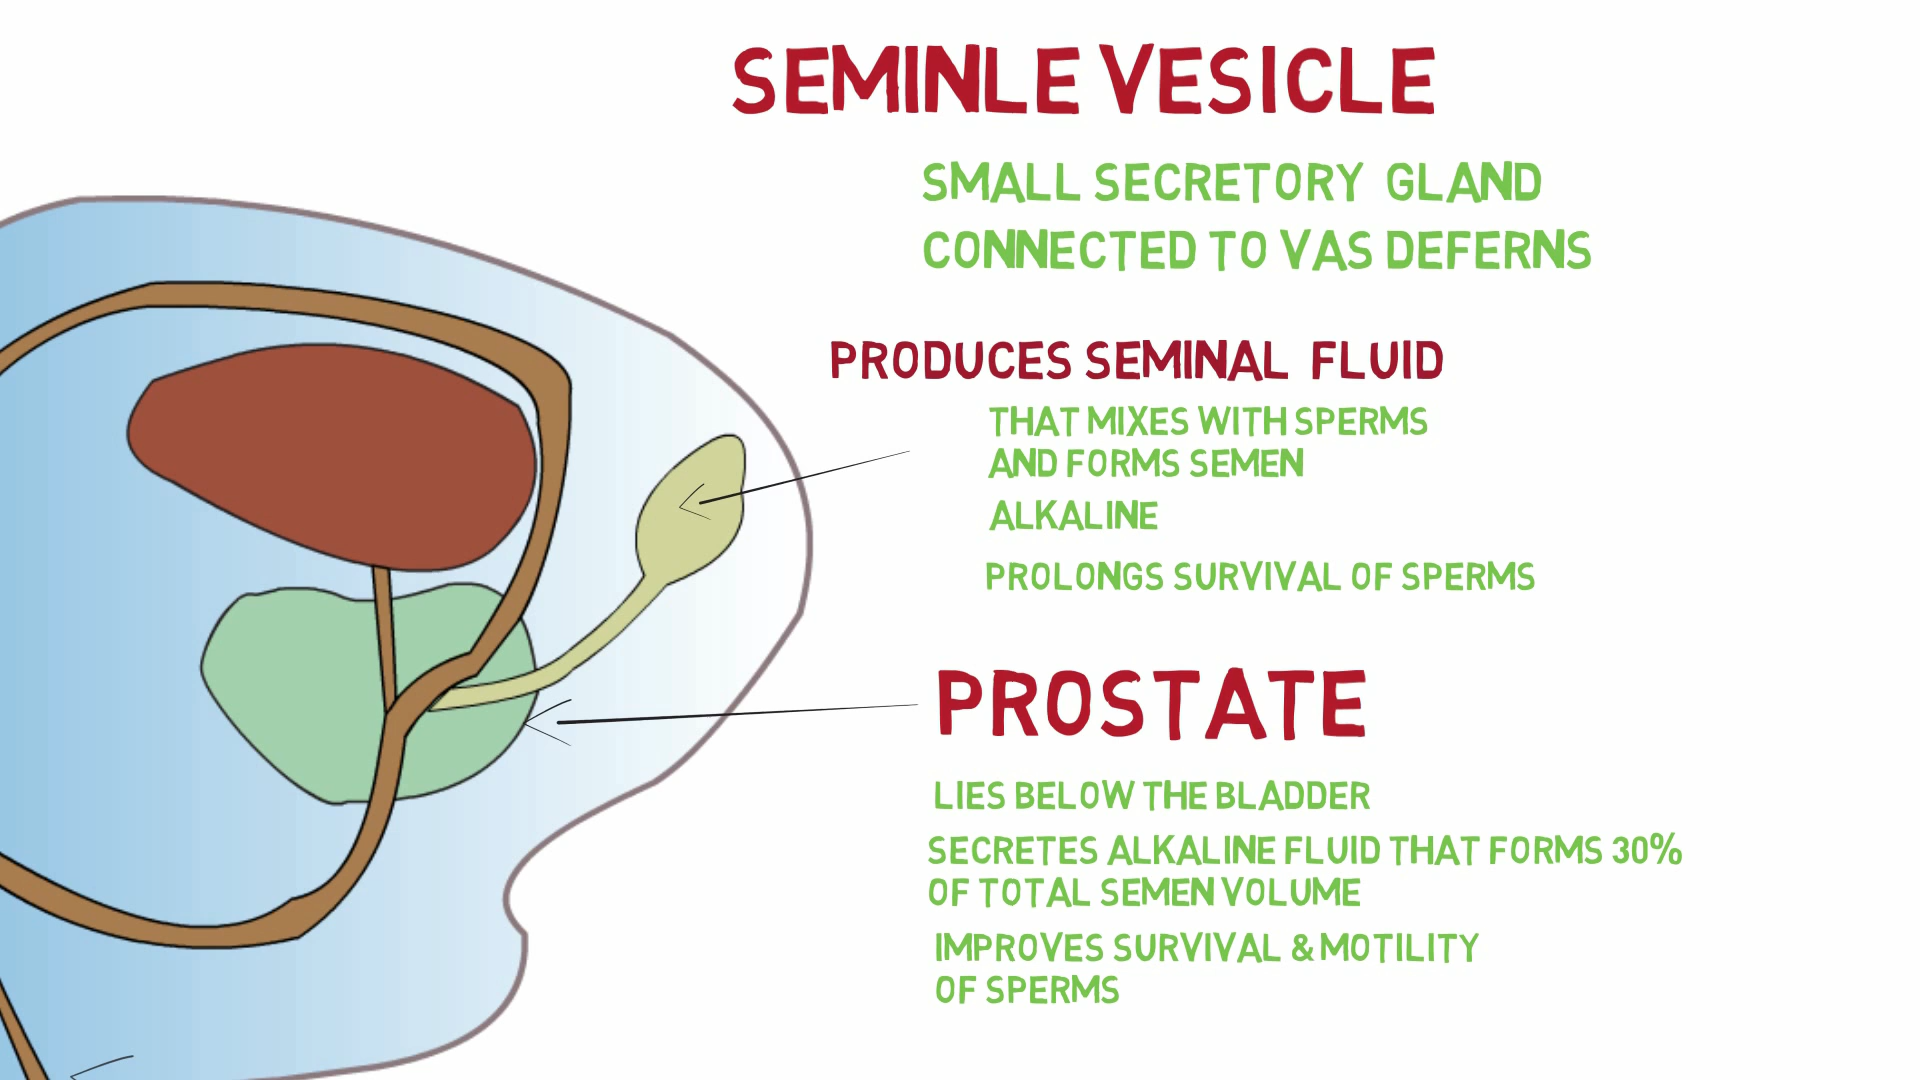 SEMINLE VESICLE
SMALL SECRETORY GLAND
CONNECTED TO VAS DEFERNS
PRODUCES SEMINAL FLUID
THAT MIXES WITH SPERMS
AND FORMS SEMEN
ALKALINE
PROLONGS SURVIVAL OF SPERMS
PROSTATE
LIES BELOW THE BLADDER
SECRETES ALKALINE FLUID THAT FORMS 30%
OF TOTAL SEMEN VOLUME
IMPROVES SURVIVAL & MOTILITY
OF SPERMS